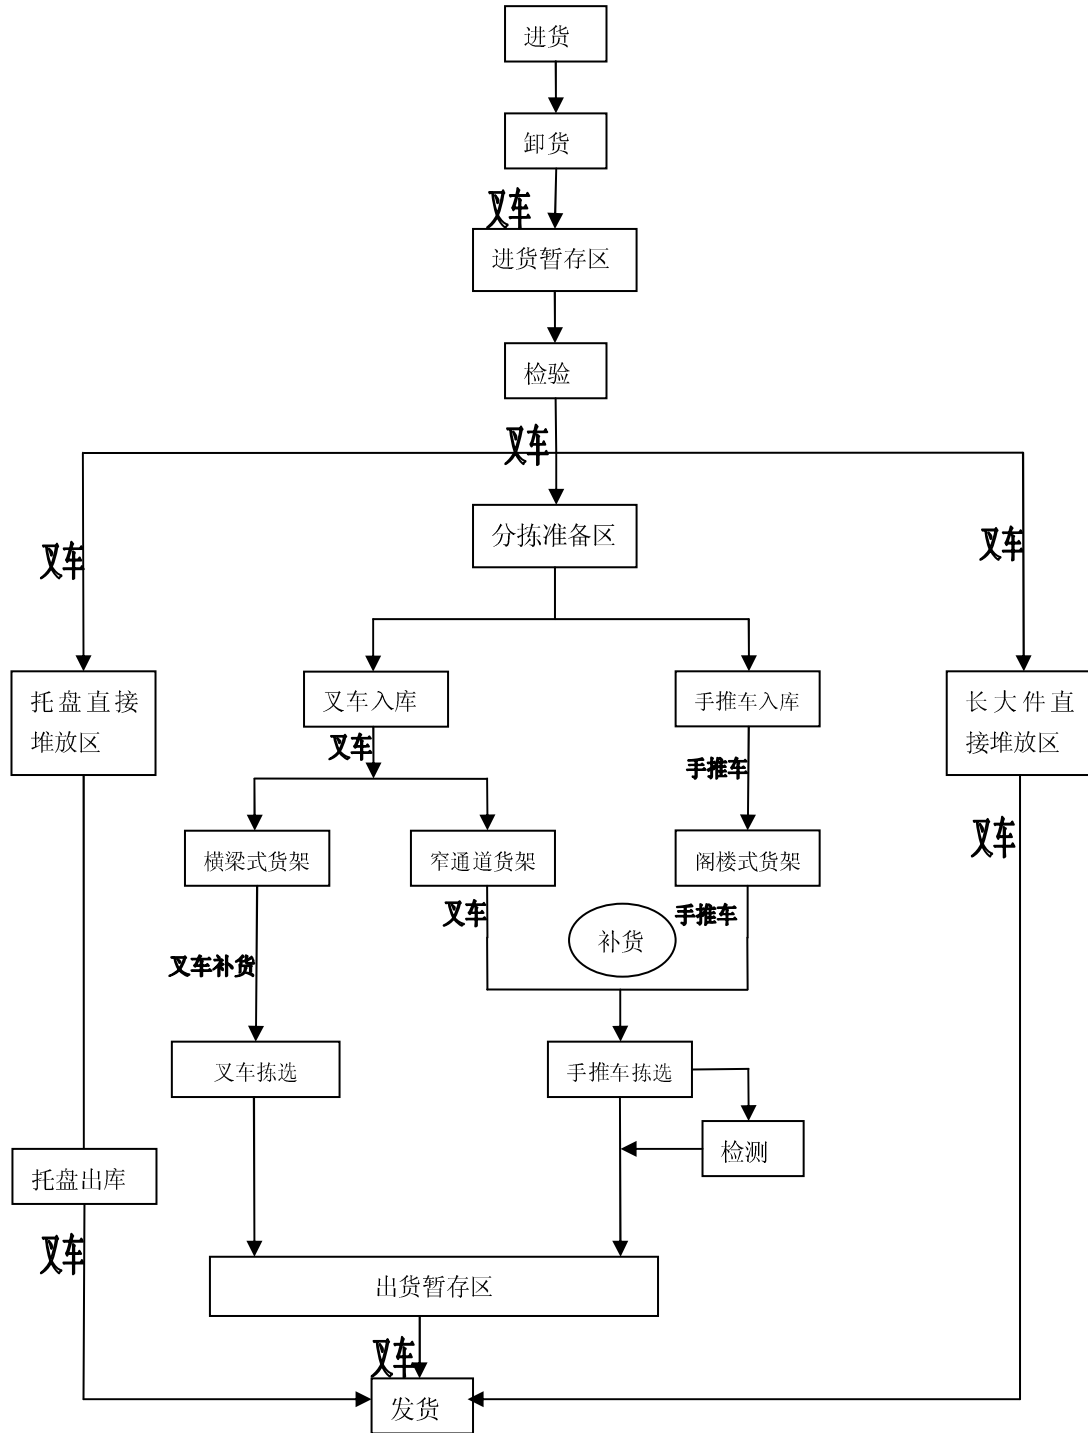 进货
卸货
叉车
进货暂存区
检验
叉车
分拣准备区
叉车
叉车
托盘直接
堆放区
叉车入库
手推车入库
长大件直
接堆放区
叉车
手推车
叉车
横梁式货架
窄通道货架
阁楼式货架
叉车
手推车
补货
叉车补货
叉车拣选
手推车拣选
检测
托盘出库
叉车
出货暂存区
叉车
发货